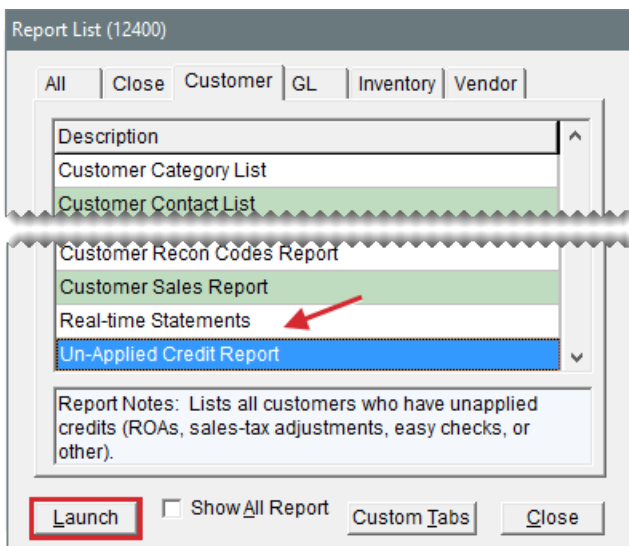 Report List (12400)
All Close Customer GL Inventory Vendor
Description
Customer Category List
Customer Contact List
Customer Recon Codes Report
Customer Sales Report
Real-time Statements
Un-Applied Credit Report
Report Notes: Lists all customers who have unapplied
credits (ROAs, sales-tax adjustments, easy checks, or
other).
Launch Show All Report Custom Tabs Close